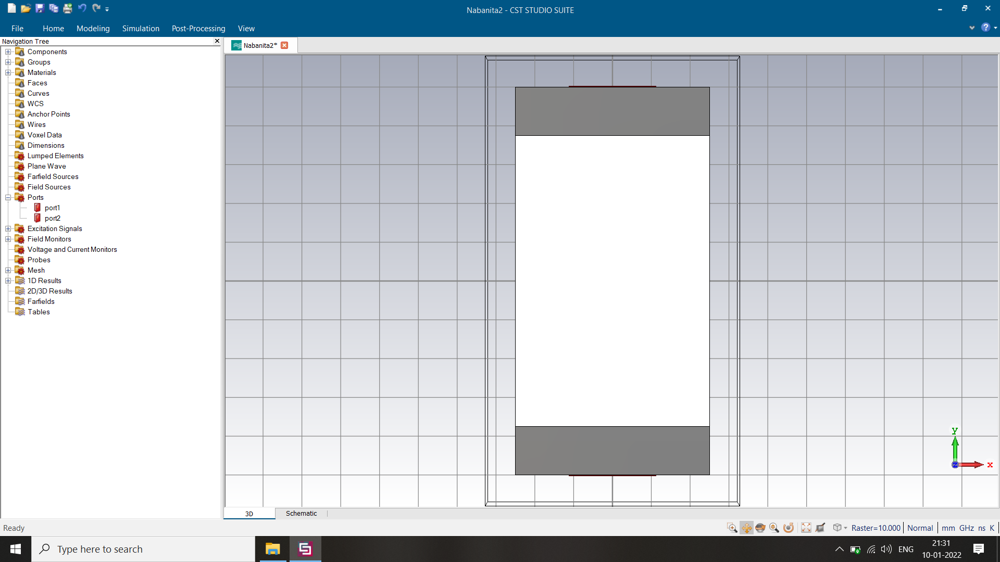 Nabanita2 - CST STUDIO SUITE
File Home Modeling Simulation Post-Processing View
Navigation Tree
Nabanita2*
Components
Groups
Materials
Faces
Curves
WCS
Anchor Points
Wires
Voxel Data
Dimensions
Lumped Elements
Plane Wave
Farfield Sources
Field Sources
Ports
port1
port2
Excitation Signals
Field Monitors
Voltage and Current Monitors
Probes
Mesh
1D Results
2D/3D Results
Farfields
Tables
y
z x
3D Schematic
Ready
Raster=10.000 Normal mm GHz ns K
Type here to search
ENG
21:31
10-01-2022